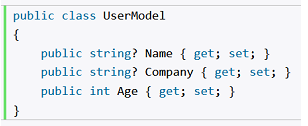 public class UserModel
{
    public string? Name { get; set; }
    public string? Company { get; set; }
    public int Age { get; set; }
}